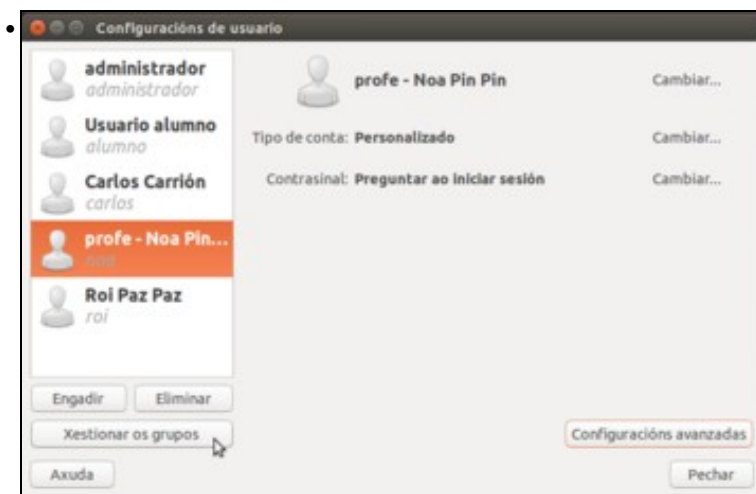 Configuracións de usuario
administrador
administrador
Usuario alumno
alumno
Carlos Carrión
carlos
profe - Noa Pin...
noa
Roi Paz Paz
roi
Engadir Eliminar
Xestionar os grupos
Axuda
profe - Noa Pin Pin Cambiar...
Tipo de conta: Personalizado Cambiar...
Contrasinal: Preguntar ao iniciar sesión Cambiar...
Configuracións avanzadas
Pechar